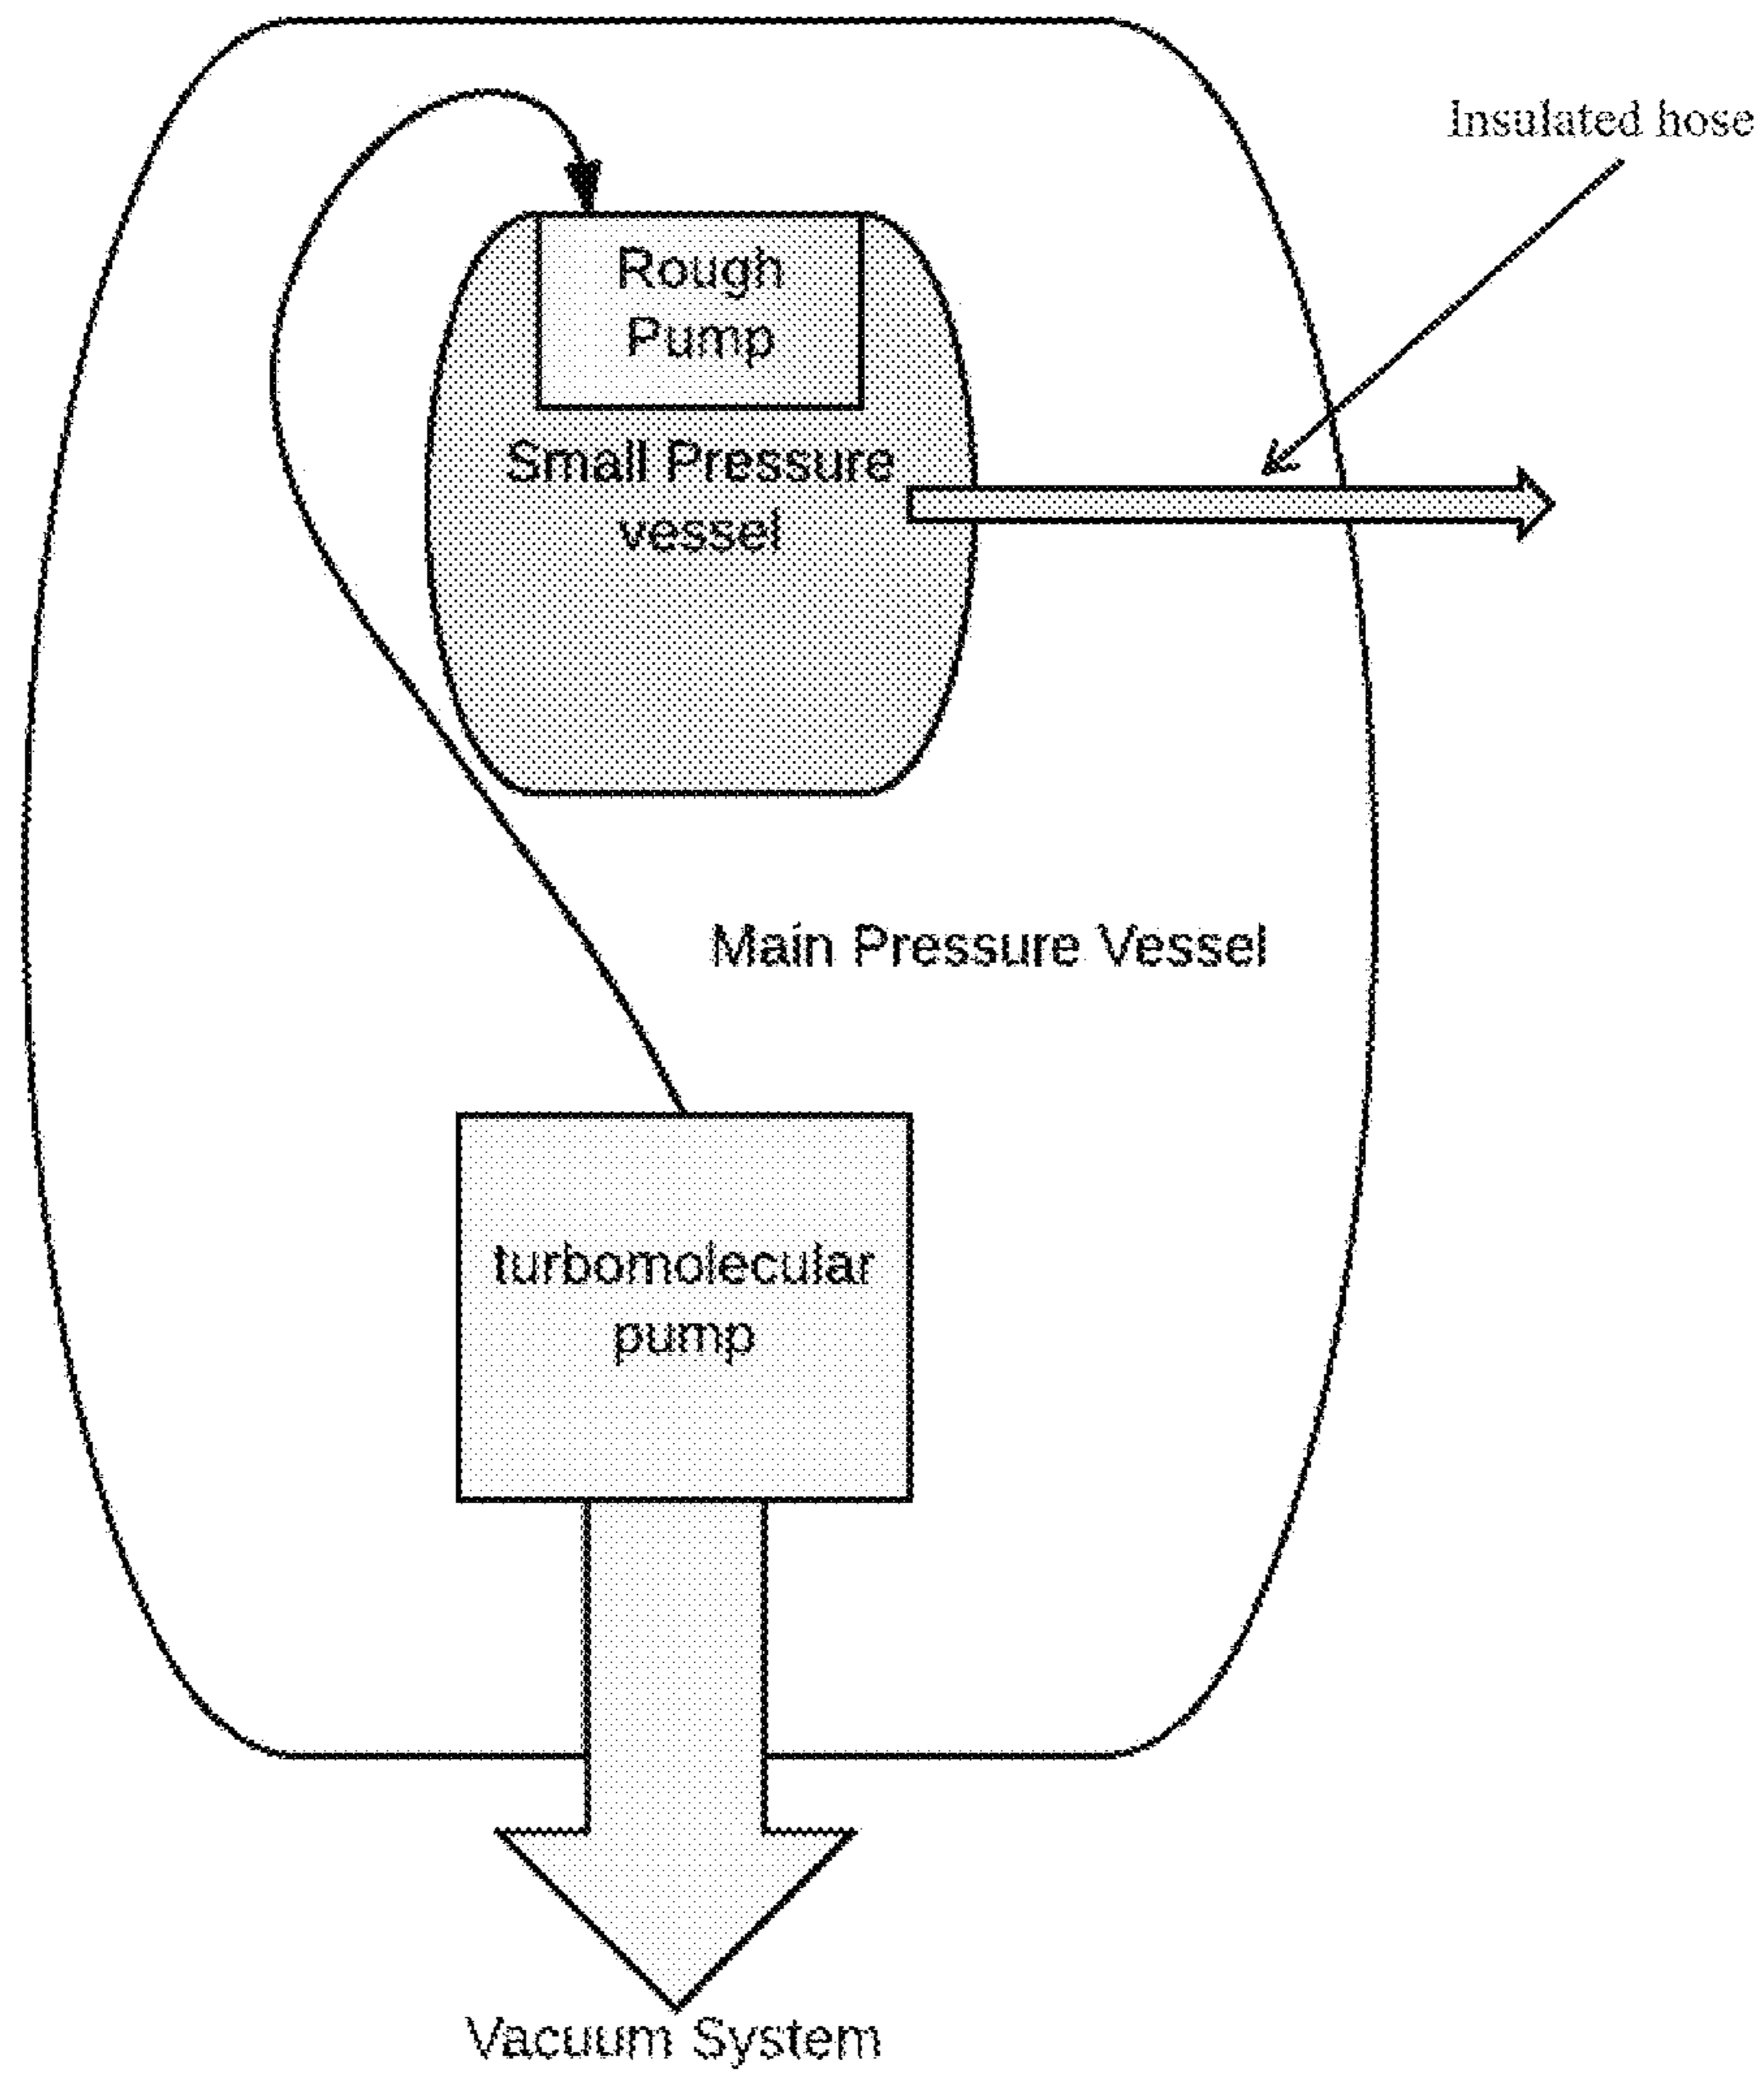 Insulated hose
Rough
Pump
Small Pressure
vessel
Main Pressure Vessel
turbomolecular
pump
Vacuum System